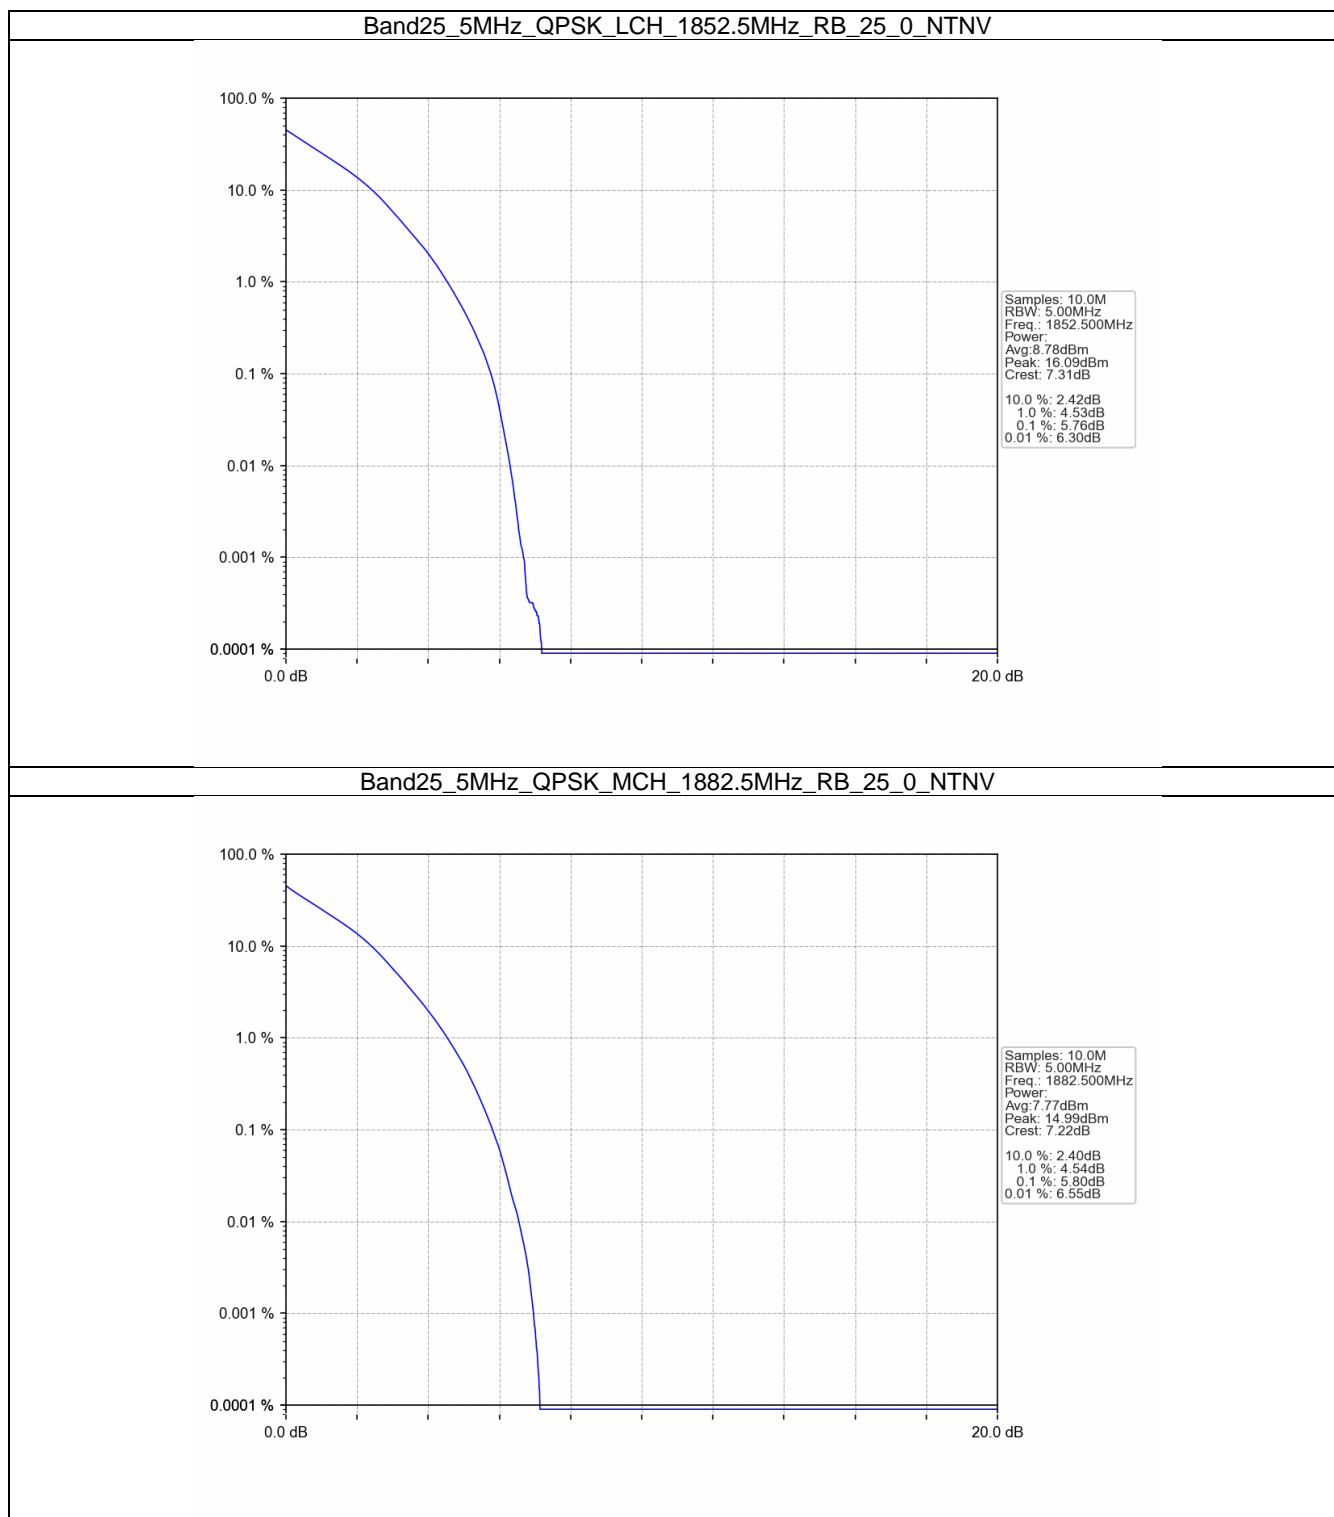 Band25_5MHz_QPSK_LCH_1852.5MHz_RB_25_0_NTNV
100.0 %
10.0 %
1.0 %
0.1 %
0.01 %
0.001 %
0.0001 %
0.0 dB
20.0 dB
Samples: 10.0M
RBW: 5.00MHz
Freq.: 1852.500MHz
Power:
Avg:8.78dBm
Peak: 16.09dBm
Crest: 7.31dB
10.0 %: 2.42dB
1.0 %: 4.53dB
0.1 %: 5.76dB
0.01 %: 6.30dB
Band25_5MHz_QPSK_MCH_1882.5MHz_RB_25_0_NTNV
100.0 %
10.0 %
1.0 %
0.1 %
0.01 %
0.001 %
0.0001 %
0.0 dB
20.0 dB
Samples: 10.0M
RBW: 5.00MHz
Freq.: 1882.500MHz
Power:
Avg:7.77dBm
Peak: 14.99dBm
Crest: 7.22dB
10.0 %: 2.40dB
1.0 %: 4.54dB
0.1 %: 5.80dB
0.01 %: 6.55dB